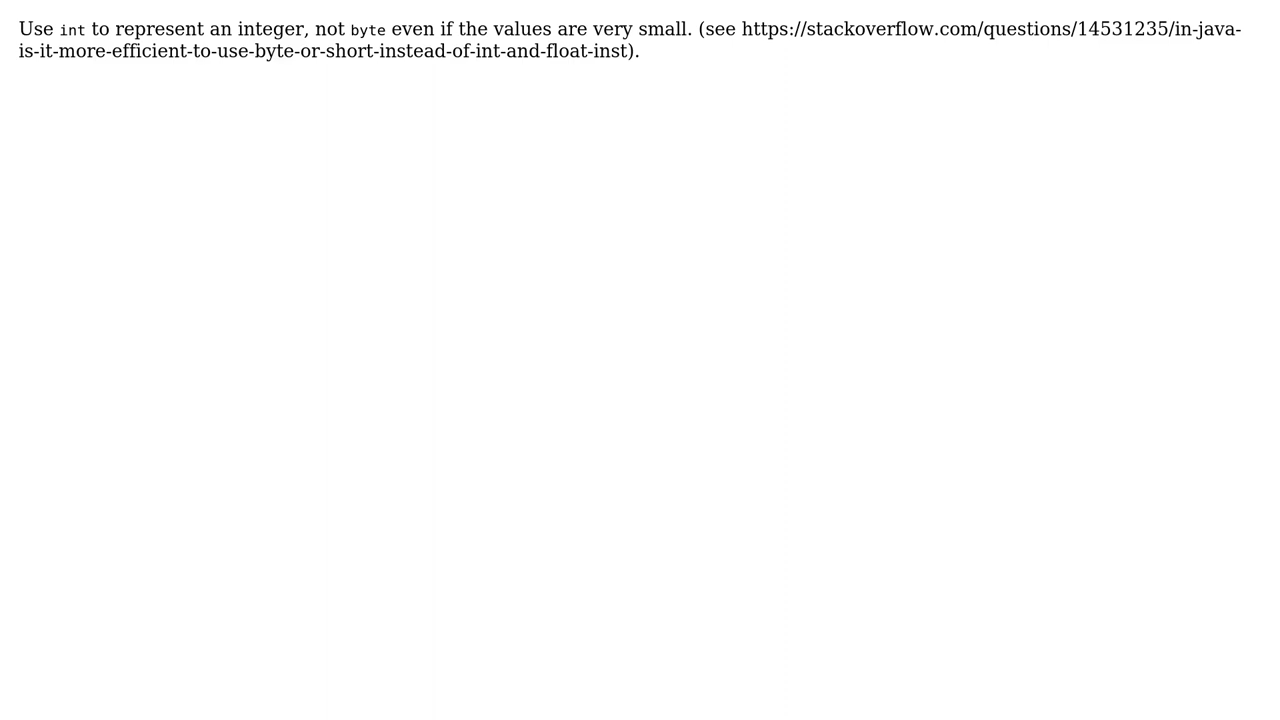 Use int to represent an integer, not byte even if the values are very small. (see https://stackoverflow.com/questions/14531235/in-java-
is-it-more-efficient-to-use-byte-or-short-instead-of-int-and-float-inst).